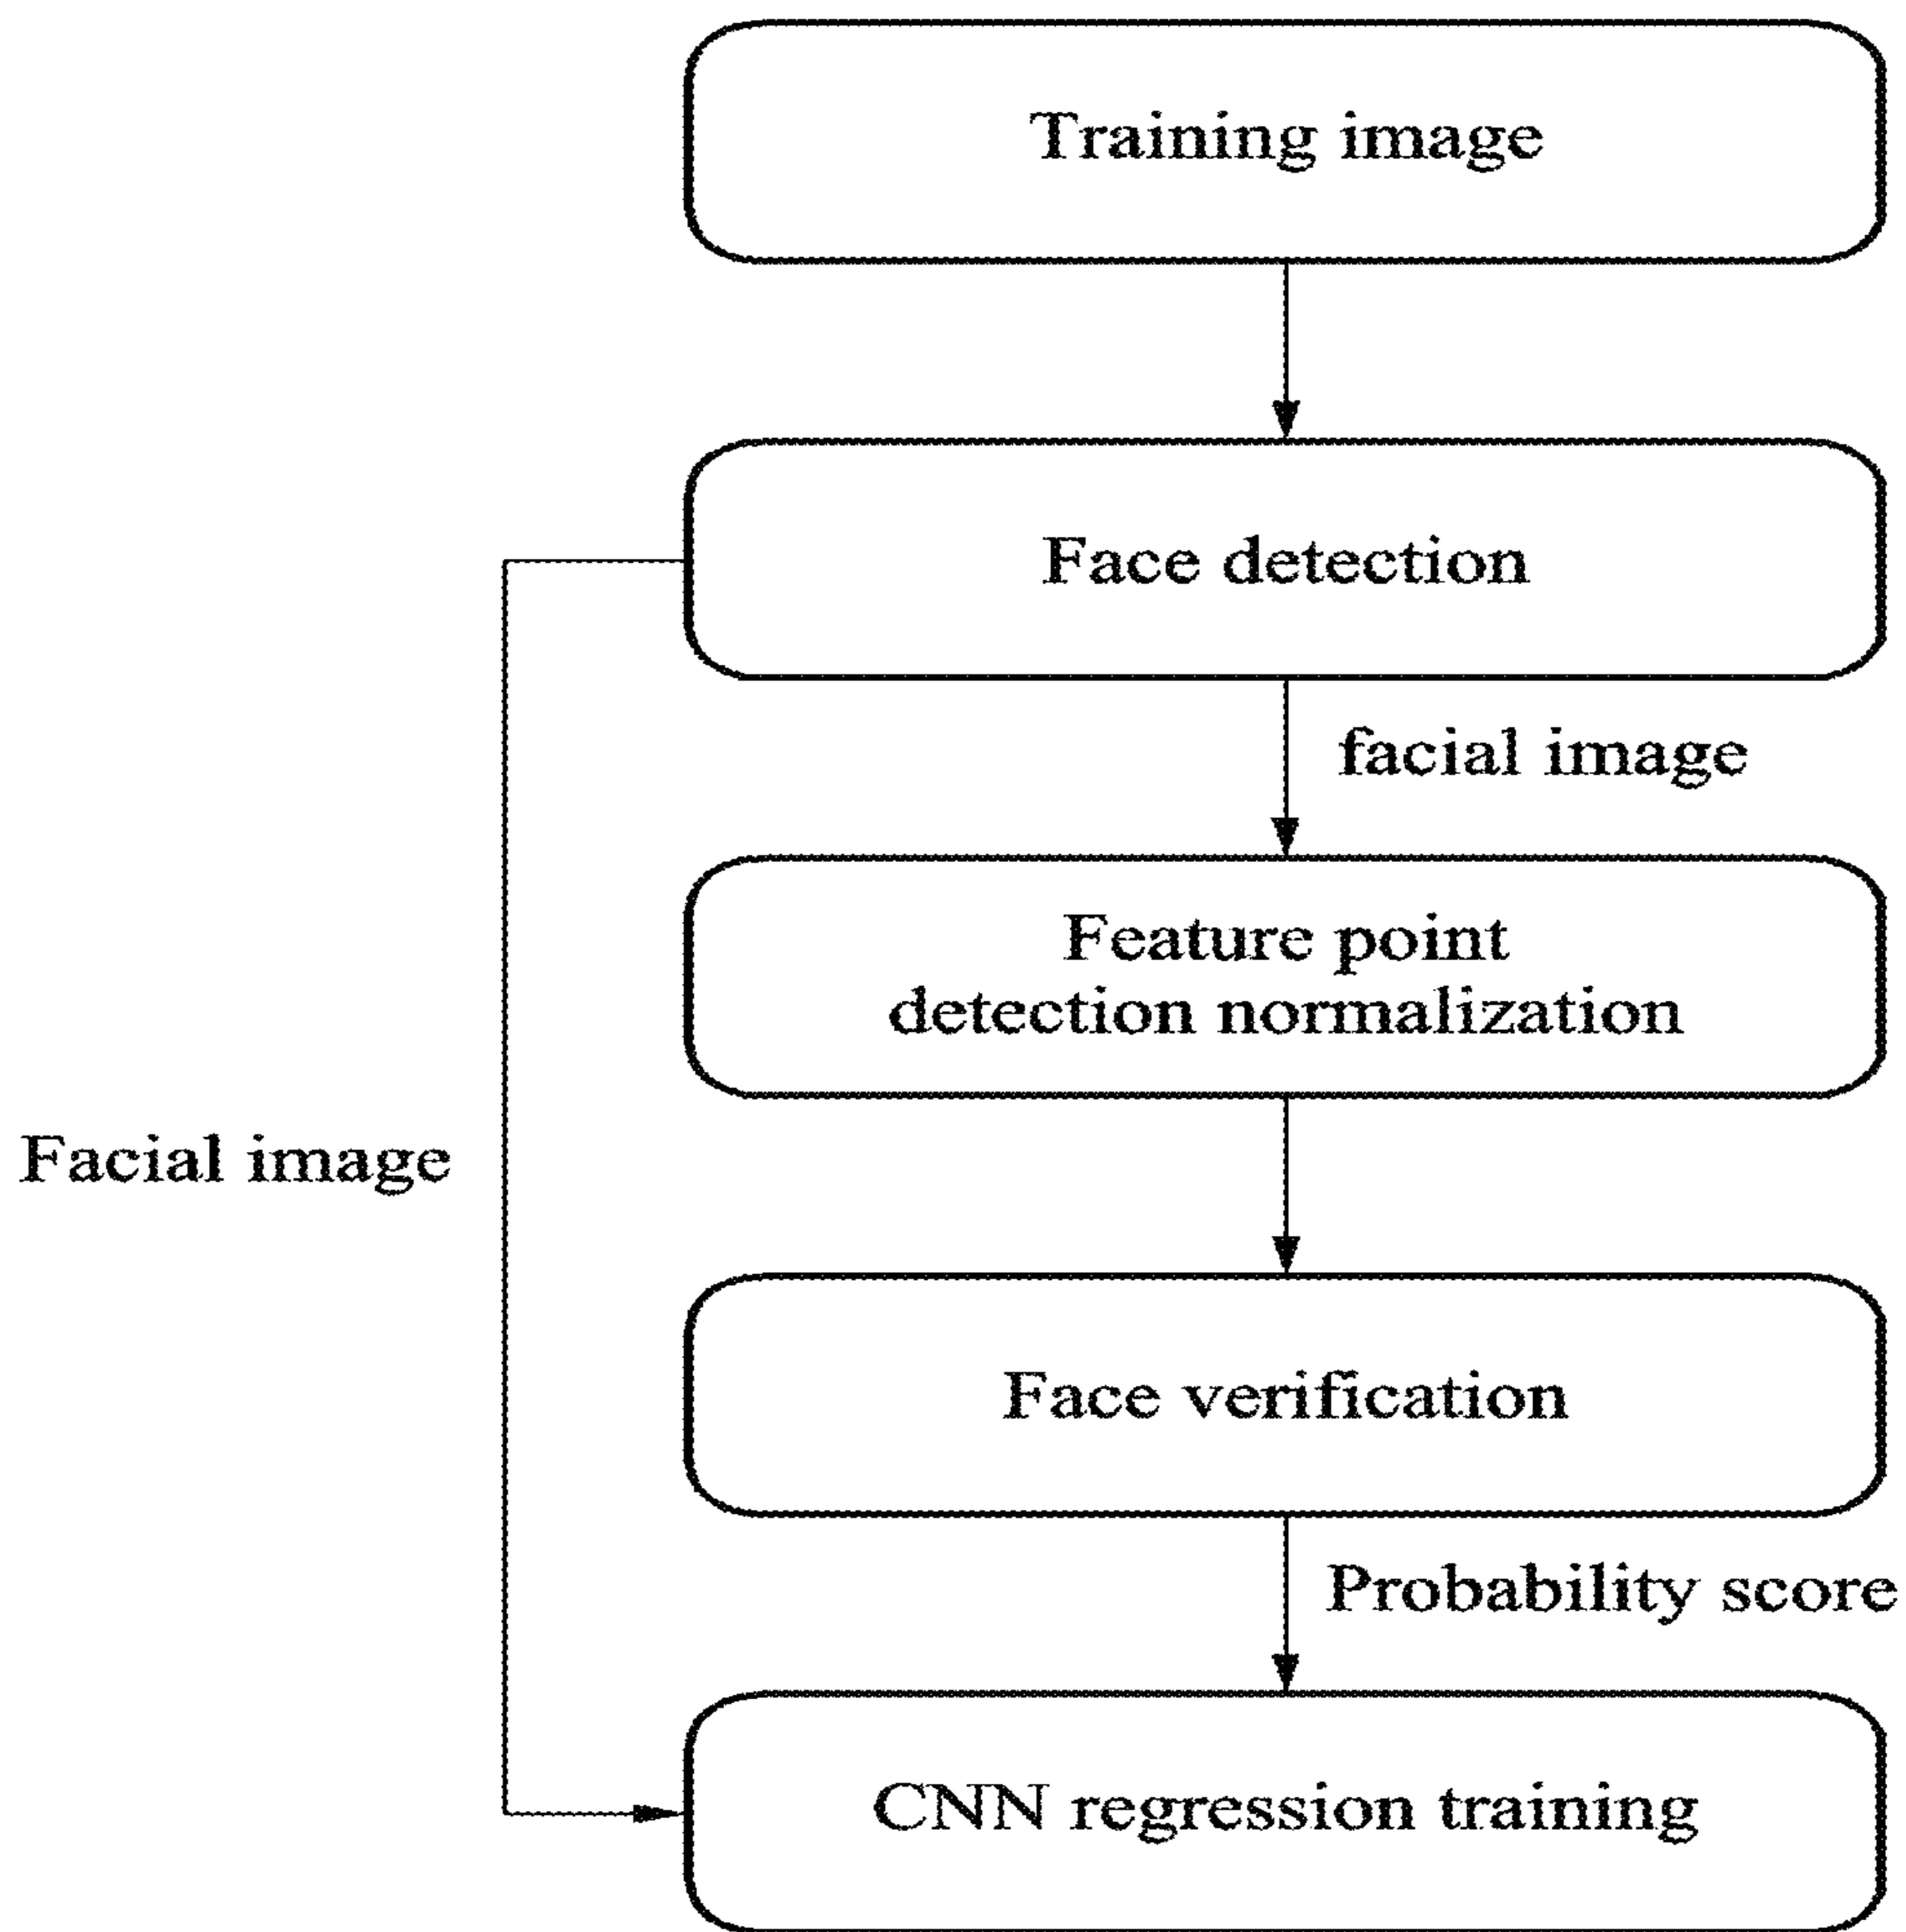 Training image
Face detection
facial image
Feature point
detection normalization
Facial image
Face verification
Probability score
CNN regression training